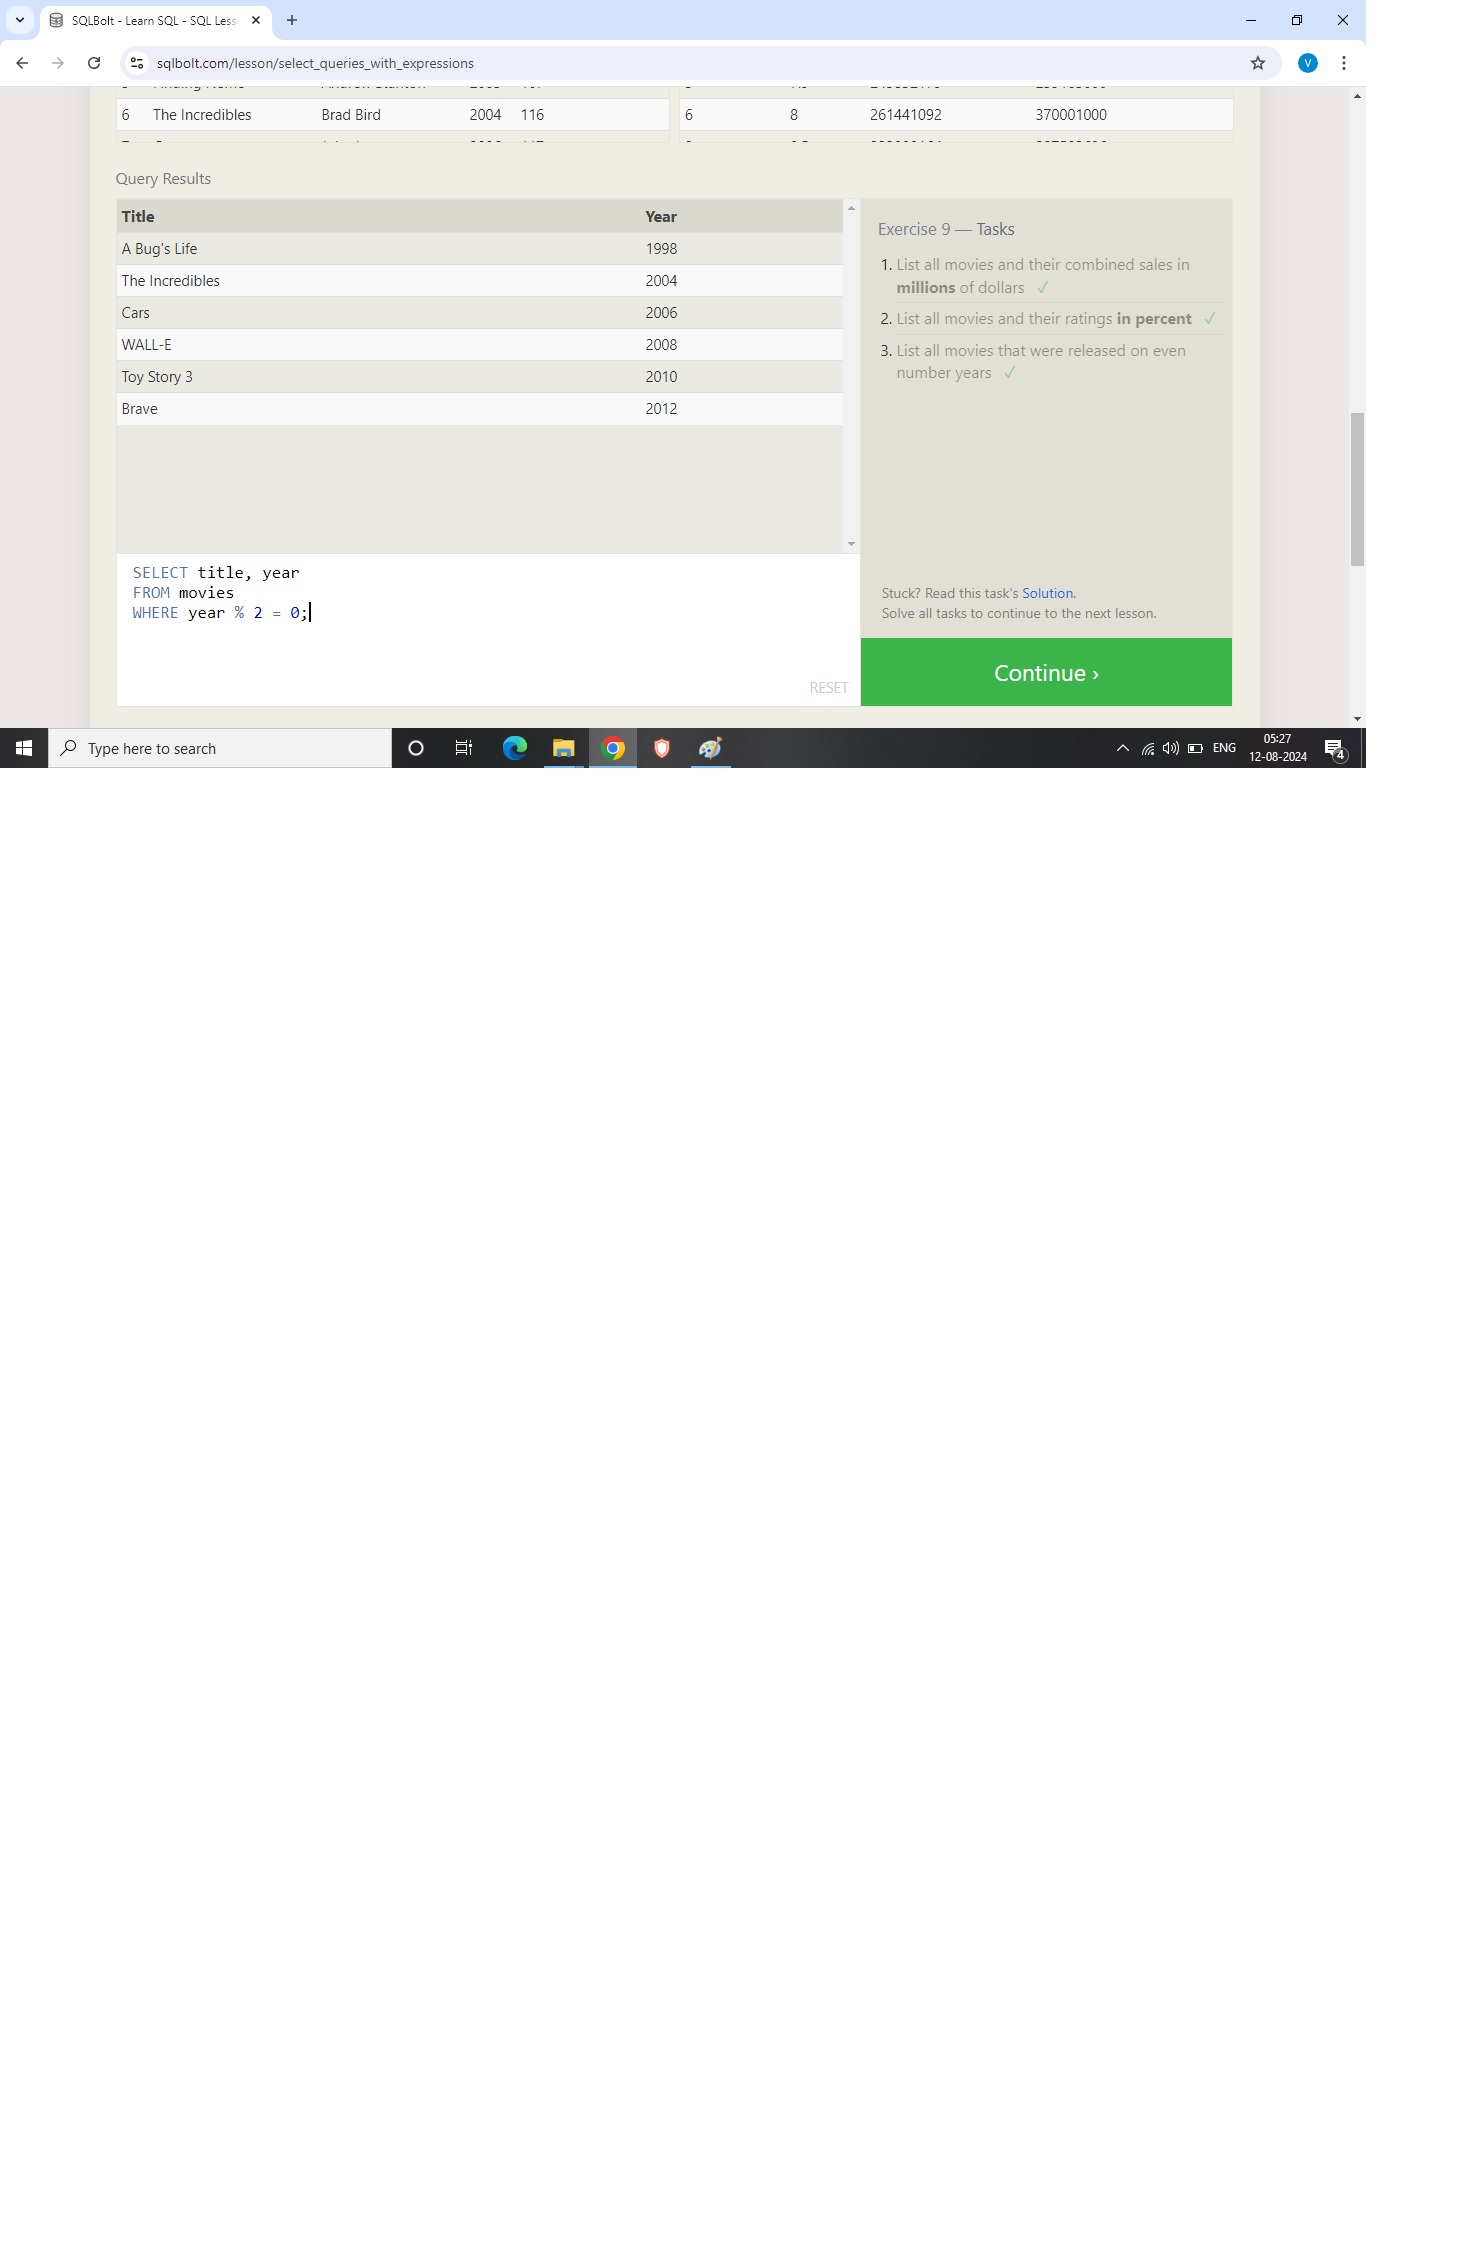 SQLBolt - Learn SQL - SQL Less
sqlbolt.com/lesson/select_queries_with_expressions
V
6 The Incredibles Brad Bird 2004 116 6 8 261441092 370001000
Query Results
Title Year
A Bug's Life 1998
The Incredibles 2004
Cars 2006
WALL-E 2008
Toy Story 3 2010
Brave 2012
Exercise 9 — Tasks
1. List all movies and their combined sales in
millions of dollars ✓
2. List all movies and their ratings in percent ✓
3. List all movies that were released on even
number years ✓
SELECT title, year
FROM movies
WHERE year % 2 = 0;
RESET
Stuck? Read this task's Solution.
Solve all tasks to continue to the next lesson.
Continue ›
Type here to search
ENG
05:27
12-08-2024
4